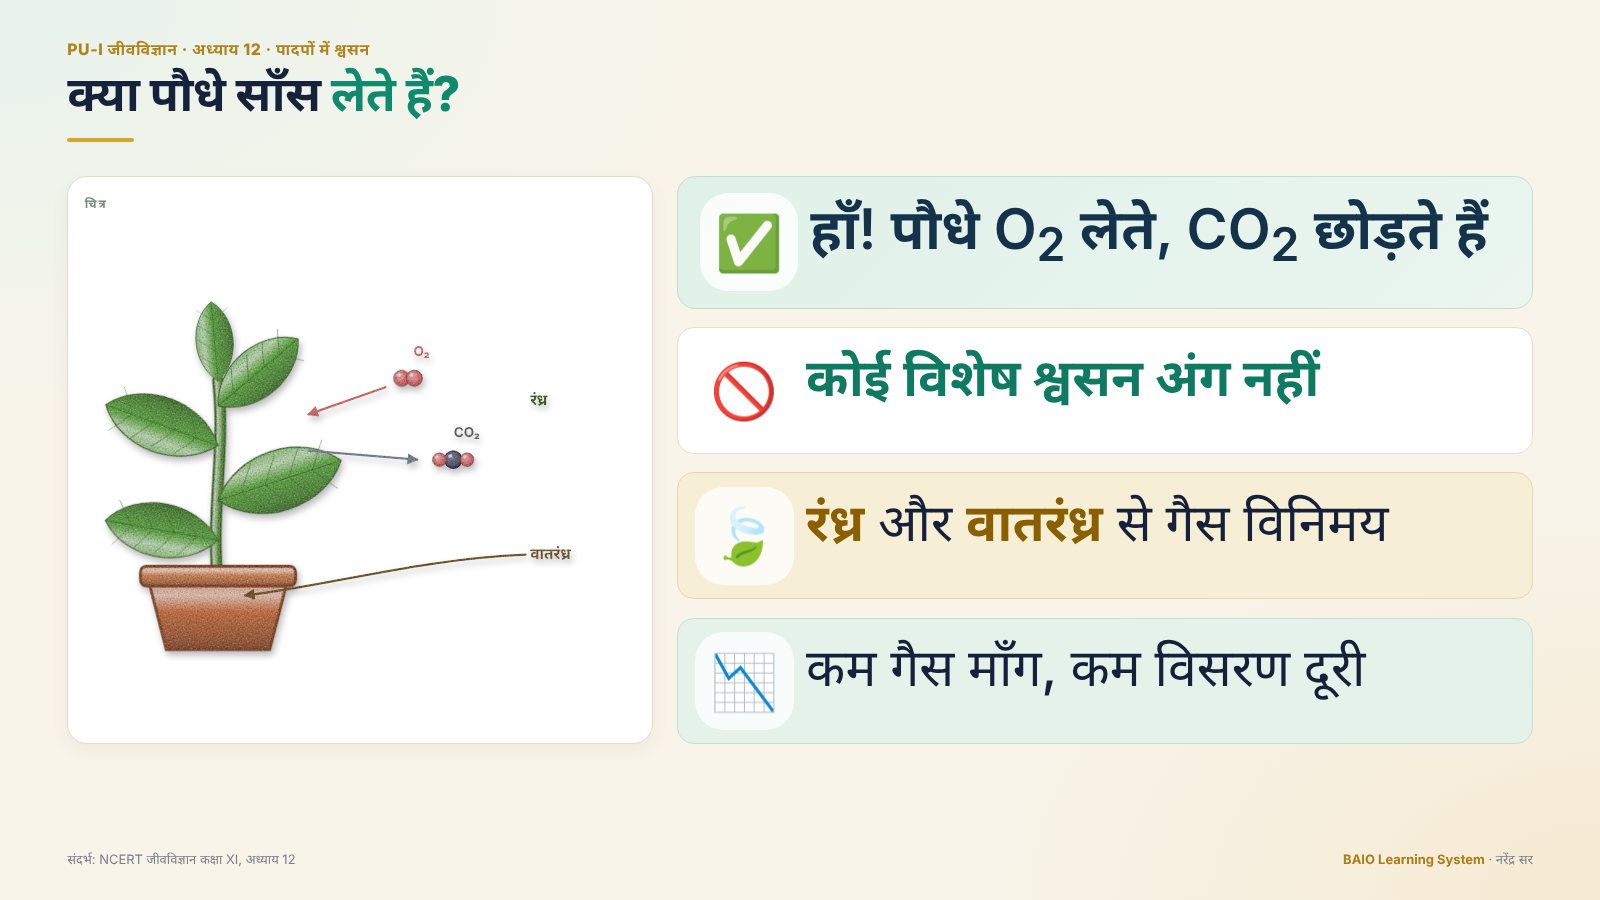 PU-I जीवविज्ञान · अध्याय 12 · पादपों में श्वसन
क्या पौधे साँस लेते हैं?
चित्र
O₂
रंध्र
CO₂
वातरंध्र
हाँ! पौधे O₂ लेते, CO₂ छोड़ते हैं
कोई विशेष श्वसन अंग नहीं
रंध्र और वातरंध्र से गैस विनिमय
कम गैस माँग, कम विसरण दूरी
संदर्भ: NCERT जीवविज्ञान कक्षा XI, अध्याय 12
BAIO Learning System · नरेंद्र सर